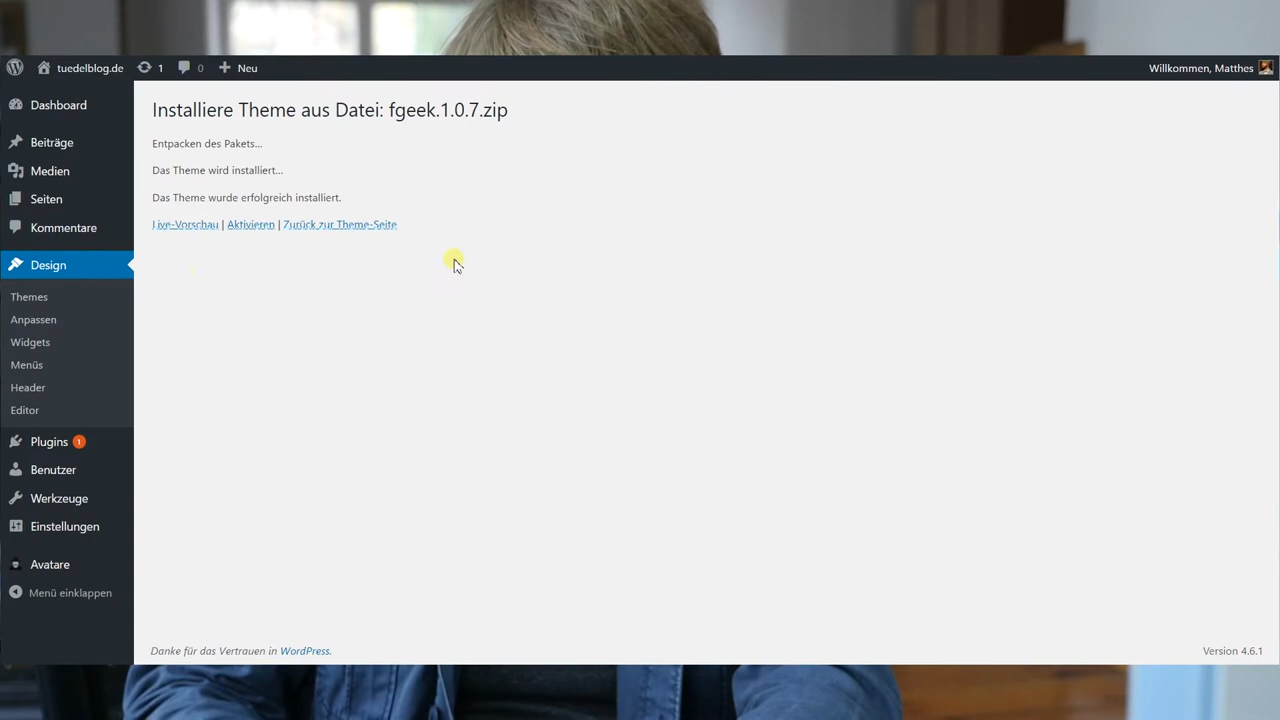 tuedelblog.de 1 0 Neu Willkommen, Matthes
Dashboard
Beiträge
Medien
Seiten
Kommentare
Design
Themes
Anpassen
Widgets
Menüs
Header
Editor
Plugins 1
Benutzer
Werkzeuge
Einstellungen
Avatare
Menü einklappen
Installiere Theme aus Datei: fgeek.1.0.7.zip
Entpacken des Pakets…
Das Theme wird installiert…
Das Theme wurde erfolgreich installiert.
Live-Vorschau | Aktivieren | Zurück zur Theme-Seite
Danke für das Vertrauen in WordPress. Version 4.6.1